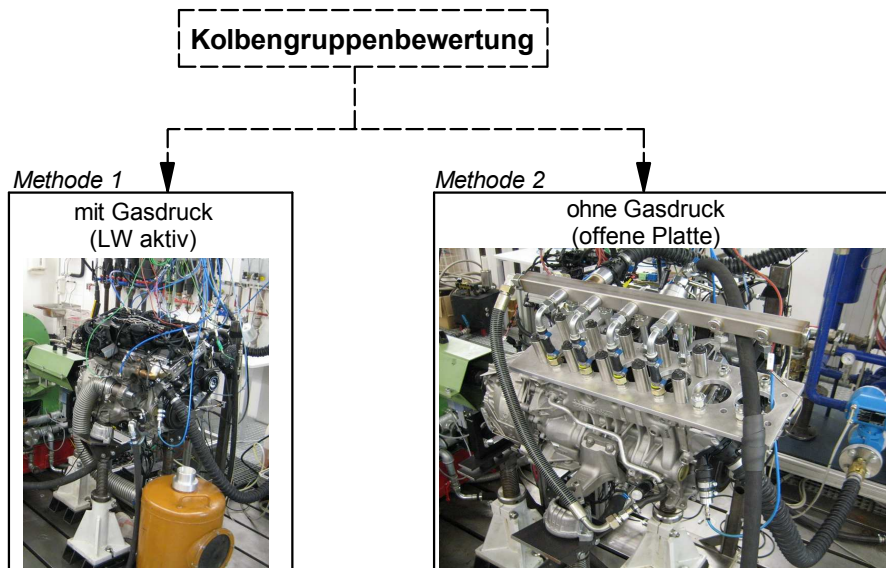 Kolbengruppenbewertung
Methode 1
mit Gasdruck
(LW aktiv)
Methode 2
ohne Gasdruck
(offene Platte)